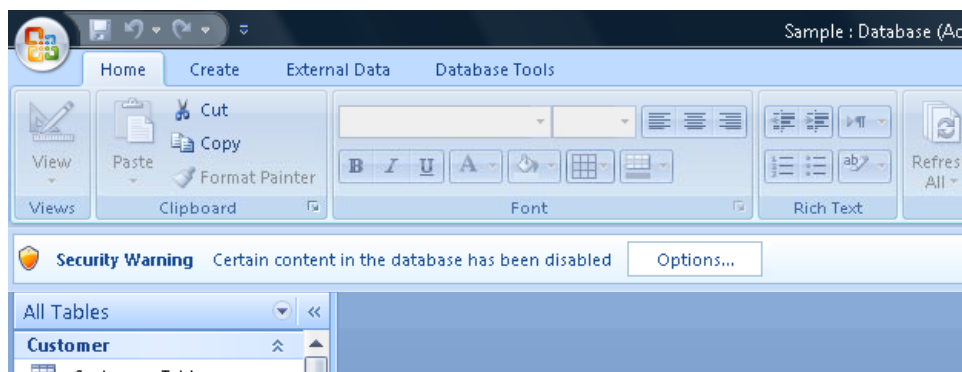 Sample : Database (Ac
Home Create External Data Database Tools
View
Paste
Cut
Copy
Format Painter
B I U A
ab
Refres
All
Views Clipboard Font Rich Text
Security Warning Certain content in the database has been disabled Options...
All Tables
Customer